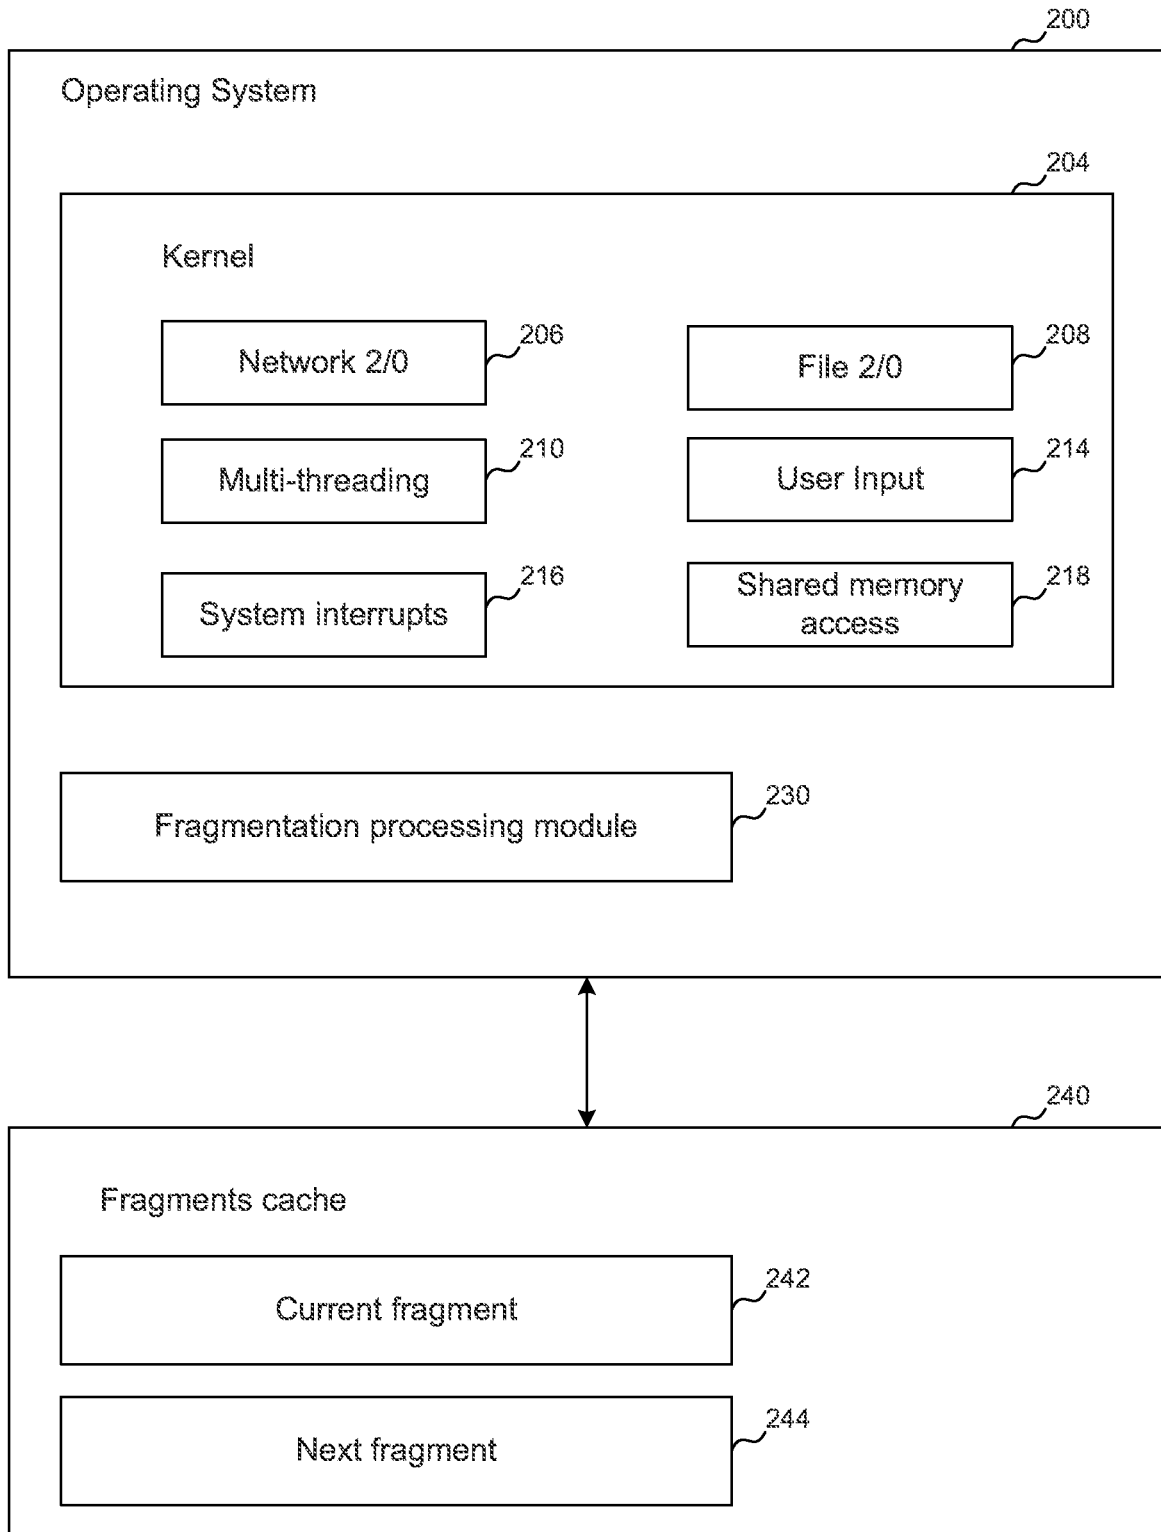 200
Operating System
204
Kernel
Network 2/0
206
File 2/0
208
Multi-threading
210
User Input
214
System interrupts
216
Shared memory
access
218
Fragmentation processing module
230
240
Fragments cache
Current fragment
242
Next fragment
244